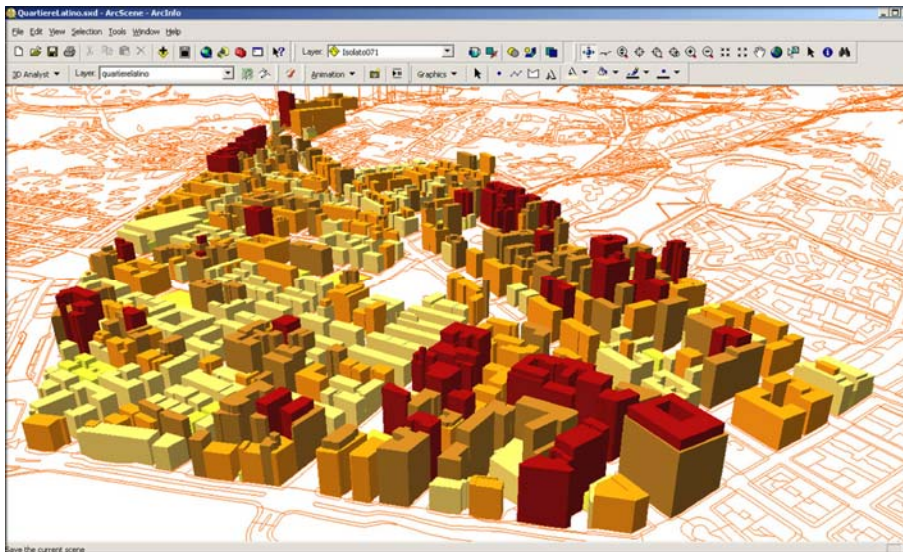 QuartiereLatino.sxd - ArcScene - ArcInfo
File Edit View Selection Tools Window Help
Layer: Isolato071
3D Analyst Layer: quartierelatino Animation Graphics
Save the current scene